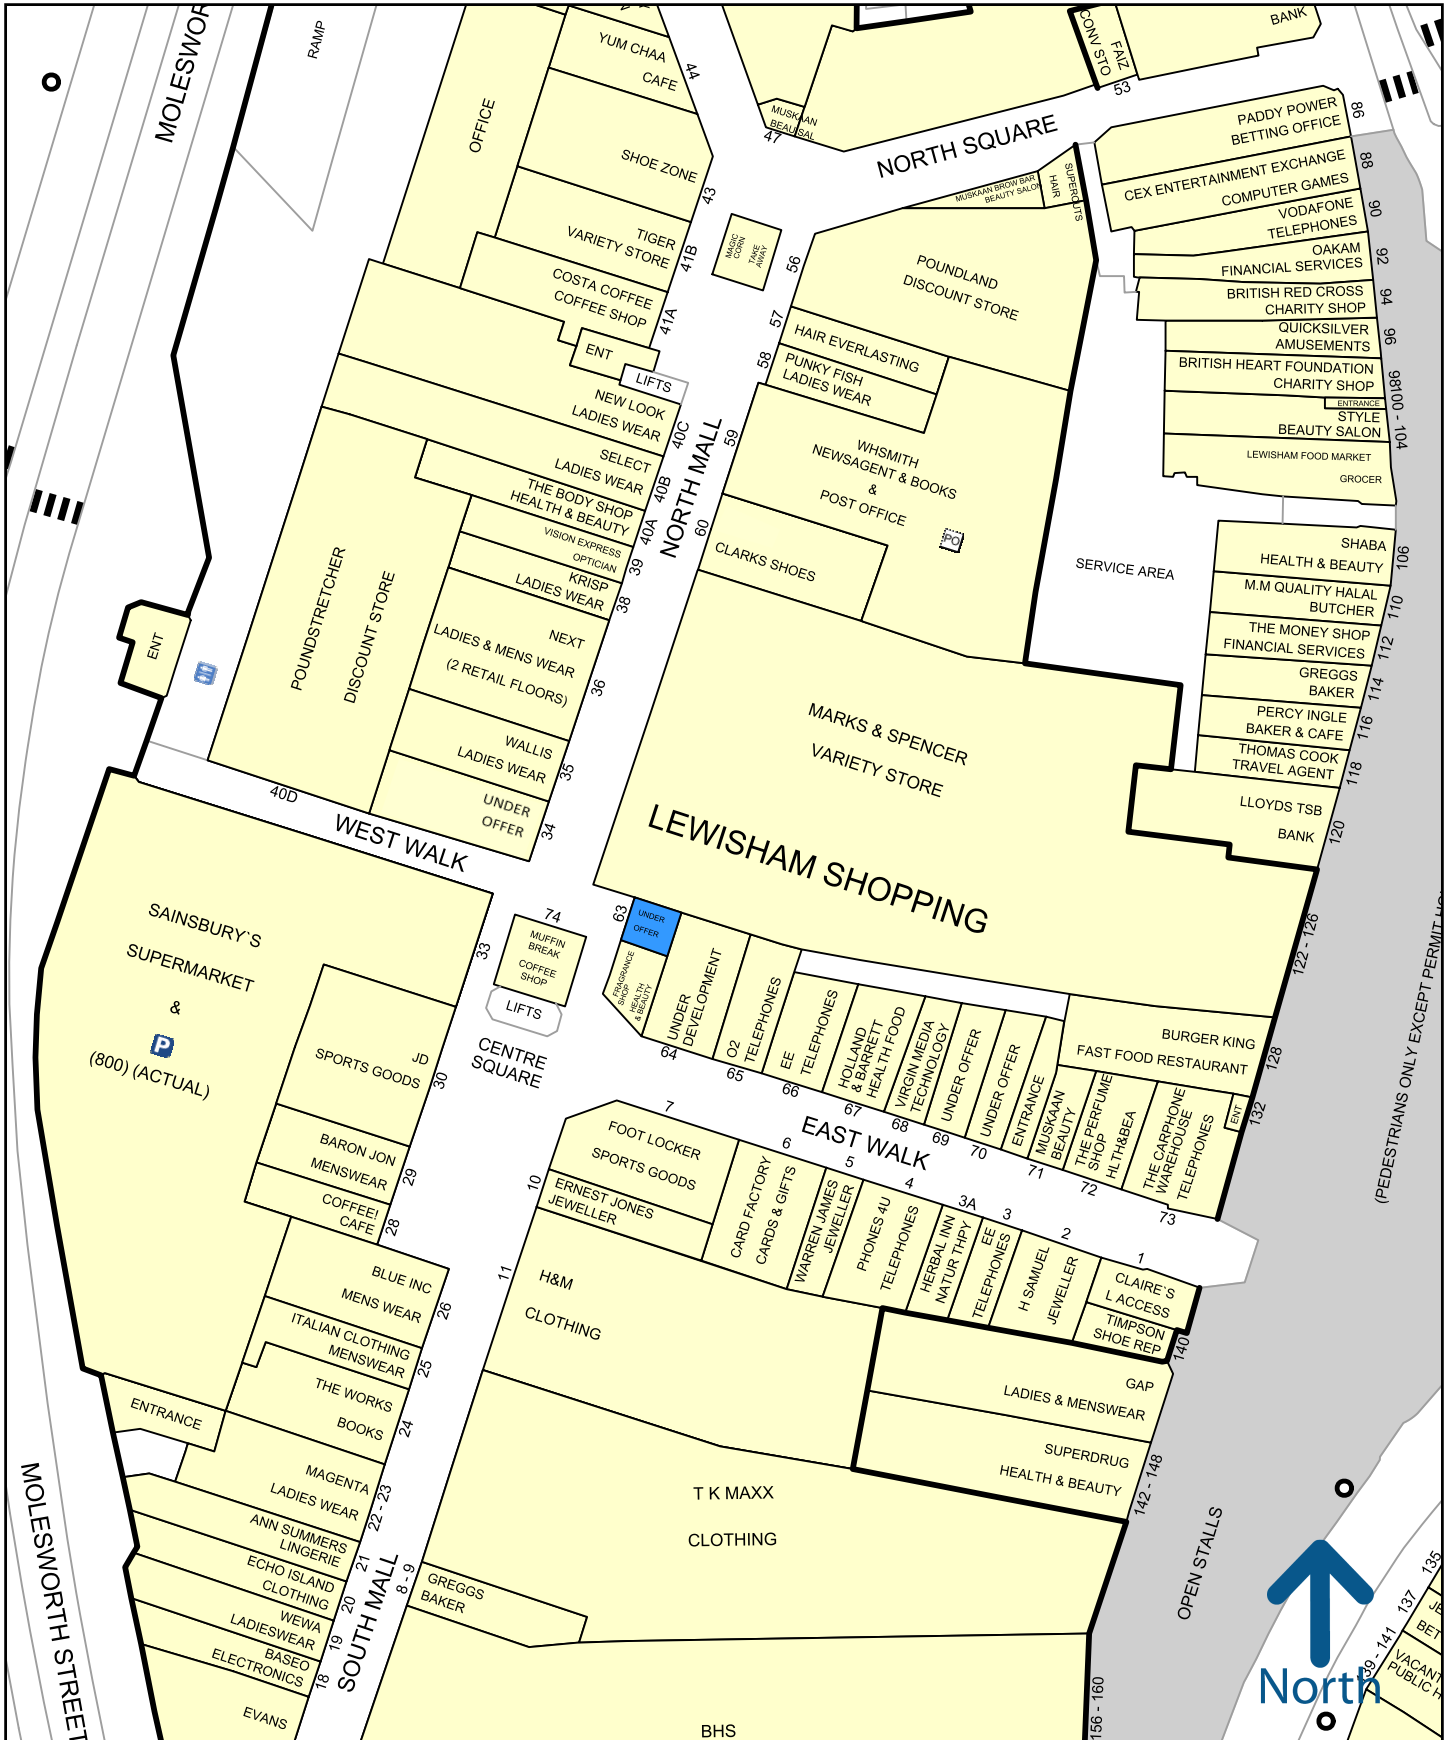 MOLESWOR
RAMP
OFFICE
YUM CHAA
CAFE
44
SHOE ZONE
43
TIGER
VARIETY STORE
41B
COSTA COFFEE
COFFEE SHOP
41A
ENT
LIFTS
NEW LOOK
LADIES WEAR
40C
SELECT
LADIES WEAR
40B
THE BODY SHOP
HEALTH & BEAUTY
40A
VISION EXPRESS
OPTICIAN
39
KRISP
LADIES WEAR
38
NEXT
LADIES & MENS WEAR
(2 RETAIL FLOORS)
36
WALLIS
LADIES WEAR
35
UNDER
OFFER
34
POUNDSTRETCHER
DISCOUNT STORE
40D
ENT
WEST WALK
NORTH MALL
MUSKAAN
BEAU SAL
47
NORTH SQUARE
CONV STO
FAIZ
53
BANK
MAGIC
CORN
TAKE
AWAY
MUSKAAN BROW BAR
BEAUTY SALON
HAIR
SUPERCUTS
56
POUNDLAND
DISCOUNT STORE
57
HAIR EVERLASTING
58
PUNKY FISH
LADIES WEAR
59
WHSMITH
NEWSAGENT & BOOKS
&
POST OFFICE
PO
60
CLARKS SHOES
MARKS & SPENCER
VARIETY STORE
LEWISHAM SHOPPING
SERVICE AREA
PADDY POWER
BETTING OFFICE
86
CEX ENTERTAINMENT EXCHANGE
COMPUTER GAMES
88
VODAFONE
TELEPHONES
90
OAKAM
FINANCIAL SERVICES
92
BRITISH RED CROSS
CHARITY SHOP
94
QUICKSILVER
AMUSEMENTS
96
BRITISH HEART FOUNDATION
CHARITY SHOP
98
ENTRANCE
STYLE
BEAUTY SALON
100 - 104
LEWISHAM FOOD MARKET
GROCER
SHABA
HEALTH & BEAUTY
106
M.M QUALITY HALAL
BUTCHER
110
THE MONEY SHOP
FINANCIAL SERVICES
112
GREGGS
BAKER
114
PERCY INGLE
BAKER & CAFE
116
THOMAS COOK
TRAVEL AGENT
118
LLOYDS TSB
BANK
120
122 - 126
(PEDESTRIANS ONLY EXCEPT PERMIT
SAINSBURY`S
SUPERMARKET
&
P
(800) (ACTUAL)
33
74
MUFFIN
BREAK
COFFEE
SHOP
LIFTS
CENTRE
SQUARE
63
UNDER
OFFER
FRAGRANCE
SHOP
HEALTH
& BEAUTY
64
UNDER
DEVELOPMENT
65
O2
TELEPHONES
66
EE
TELEPHONES
67
HOLLAND
& BARRETT
HEALTH FOOD
68
VIRGIN MEDIA
TECHNOLOGY
69
UNDER OFFER
70
UNDER OFFER
ENTRANCE
71
MUSKAAN
BEAUTY
72
THE PERFUME
SHOP
HLTH&BEA
73
THE CARPHONE
WAREHOUSE
TELEPHONES
BURGER KING
FAST FOOD RESTAURANT
128
ENT
132
EAST WALK
JD
SPORTS GOODS
30
BARON JON
MENSWEAR
29
COFFEE!
CAFE
28
BLUE INC
MENS WEAR
26
ITALIAN CLOTHING
MENSWEAR
25
THE WORKS
BOOKS
24
ENTRANCE
MAGENTA
LADIES WEAR
22 - 23
ANN SUMMERS
LINGERIE
21
ECHO ISLAND
CLOTHING
20
WEWA
LADIESWEAR
19
BASEO
ELECTRONICS
18
EVANS
SOUTH MALL
MOLESWORTH STREET
7
FOOT LOCKER
SPORTS GOODS
10
ERNEST JONES
JEWELLER
6
CARD FACTORY
CARDS & GIFTS
5
WARREN JAMES
JEWELLER
4
PHONES 4U
TELEPHONES
3A
HERBAL INN
NATUR THPY
3
EE
TELEPHONES
2
H SAMUEL
JEWELLER
1
CLAIRE`S
L ACCESS
TIMPSON
SHOE REP
140
11
H&M
CLOTHING
GAP
LADIES & MENSWEAR
SUPERDRUG
HEALTH & BEAUTY
142 - 148
T K MAXX
CLOTHING
8 - 9
GREGGS
BAKER
BHS
156 - 160
OPEN STALLS
North
135
137
39 - 141
JE
BET
VACANT
PUBLIC H